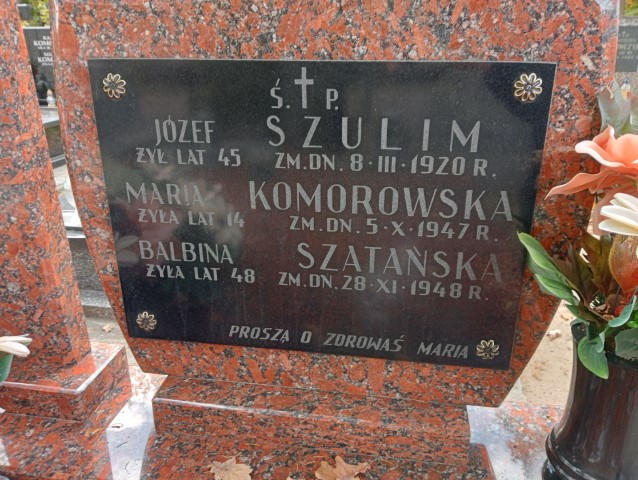 Ś. † P.
JÓZEF SZULIM
ŻYŁ LAT 45 ZM. DN. 8 · III · 1920 R.
MARIA KOMOROWSKA
ŻYŁA LAT 14 ZM. DN. 5 · X · 1947 R.
BALBINA SZATAŃSKA
ŻYŁA LAT 48 ZM. DN. 28 · XI · 1948 R.
PROSZĄ O ZDROWAŚ MARIA